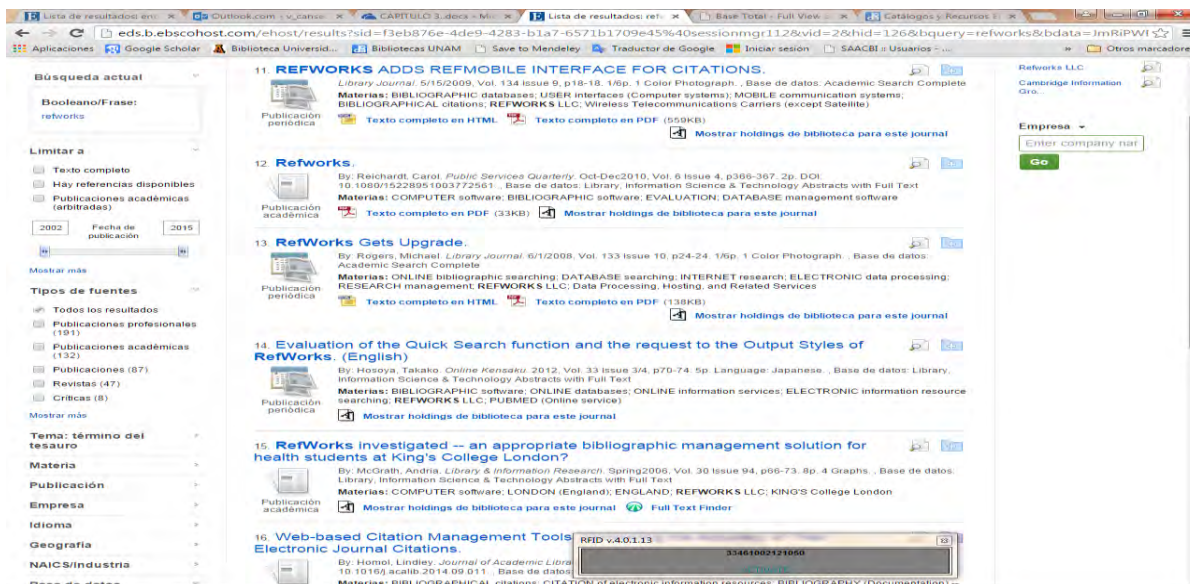 Lista de resultados: enc
Outlook.com - v_canse
CAPITULO 3..docx - Mic
Lista de resultados: refw
Base Total - Full View
Catálogos y Recursos E
eds.b.ebscohost.com/ehost/results?sid=f3eb876e-4de9-4283-b1a7-6571b1709e45%40sessionmgr112&vid=2&hid=126&bquery=refworks&bdata=JmRiPWI
Aplicaciones Google Scholar Biblioteca Universid... Bibliotecas UNAM Save to Mendeley Traductor de Google Iniciar sesión SAACBI :: Usuarios - ... » Otros marcadore
Búsqueda actual
Booleano/Frase:
refworks
Limitar a
Texto completo
Hay referencias disponibles
Publicaciones académicas
(arbitradas)
2002 Fecha de publicación 2015
Mostrar más
Tipos de fuentes
Todos los resultados
Publicaciones profesionales
(191)
Publicaciones académicas
(132)
Publicaciones (87)
Revistas (47)
Críticas (8)
Mostrar más
Tema: término del
tesauro
Materia
Publicación
Empresa
Idioma
Geografía
NAICS/Industria
Base de datos
11. REFWORKS ADDS REFMOBILE INTERFACE FOR CITATIONS.
Library Journal. 5/15/2009, Vol. 134 Issue 9, p18-18. 1/6p. 1 Color Photograph. , Base de datos: Academic Search Complete
Materias: BIBLIOGRAPHIC databases; USER interfaces (Computer systems); MOBILE communication systems;
BIBLIOGRAPHICAL citations; REFWORKS LLC; Wireless Telecommunications Carriers (except Satellite)
Publicación
periódica
Texto completo en HTML Texto completo en PDF (559KB)
Mostrar holdings de biblioteca para este journal
12. Refworks.
By: Reichardt, Carol. Public Services Quarterly. Oct-Dec2010, Vol. 6 Issue 4, p366-367. 2p. DOI:
10.1080/15228951003772561. , Base de datos: Library, Information Science & Technology Abstracts with Full Text
Materias: COMPUTER software; BIBLIOGRAPHIC software; EVALUATION; DATABASE management software
Publicación
académica
Texto completo en PDF (33KB) Mostrar holdings de biblioteca para este journal
13. RefWorks Gets Upgrade.
By: Rogers, Michael. Library Journal. 6/1/2008, Vol. 133 Issue 10, p24-24. 1/6p. 1 Color Photograph. , Base de datos:
Academic Search Complete
Materias: ONLINE bibliographic searching; DATABASE searching; INTERNET research; ELECTRONIC data processing;
RESEARCH management; REFWORKS LLC; Data Processing, Hosting, and Related Services
Publicación
periódica
Texto completo en HTML Texto completo en PDF (138KB)
Mostrar holdings de biblioteca para este journal
14. Evaluation of the Quick Search function and the request to the Output Styles of
RefWorks. (English)
By: Hosoya, Takako. Online Kensaku. 2012, Vol. 33 Issue 3/4, p70-74. 5p. Language: Japanese. , Base de datos: Library,
Information Science & Technology Abstracts with Full Text
Materias: BIBLIOGRAPHIC software; ONLINE databases; ONLINE information services; ELECTRONIC information resource
searching; REFWORKS LLC; PUBMED (Online service)
Publicación
periódica
Mostrar holdings de biblioteca para este journal
15. RefWorks investigated -- an appropriate bibliographic management solution for
health students at King's College London?
By: McGrath, Andria. Library & Information Research. Spring2006, Vol. 30 Issue 94, p66-73. 8p. 4 Graphs. , Base de datos:
Library, Information Science & Technology Abstracts with Full Text
Materias: COMPUTER software; LONDON (England); ENGLAND; REFWORKS LLC; KING'S College London
Publicación
académica
Mostrar holdings de biblioteca para este journal Full Text Finder
16. Web-based Citation Management Tools
Electronic Journal Citations.
By: Homol, Lindley. Journal of Academic Libra
10.1016/j.acalib.2014.09.011. , Base de datos
Materias: BIBLIOGRAPHICAL citations; CITATION of electronic information resources; BIBLIOGRAPHY (Documentation) --
RFID v.4.0.1.13
33461002121050
Refworks LLC
Cambridge Information
Gro...
Empresa
Enter company nar
Go